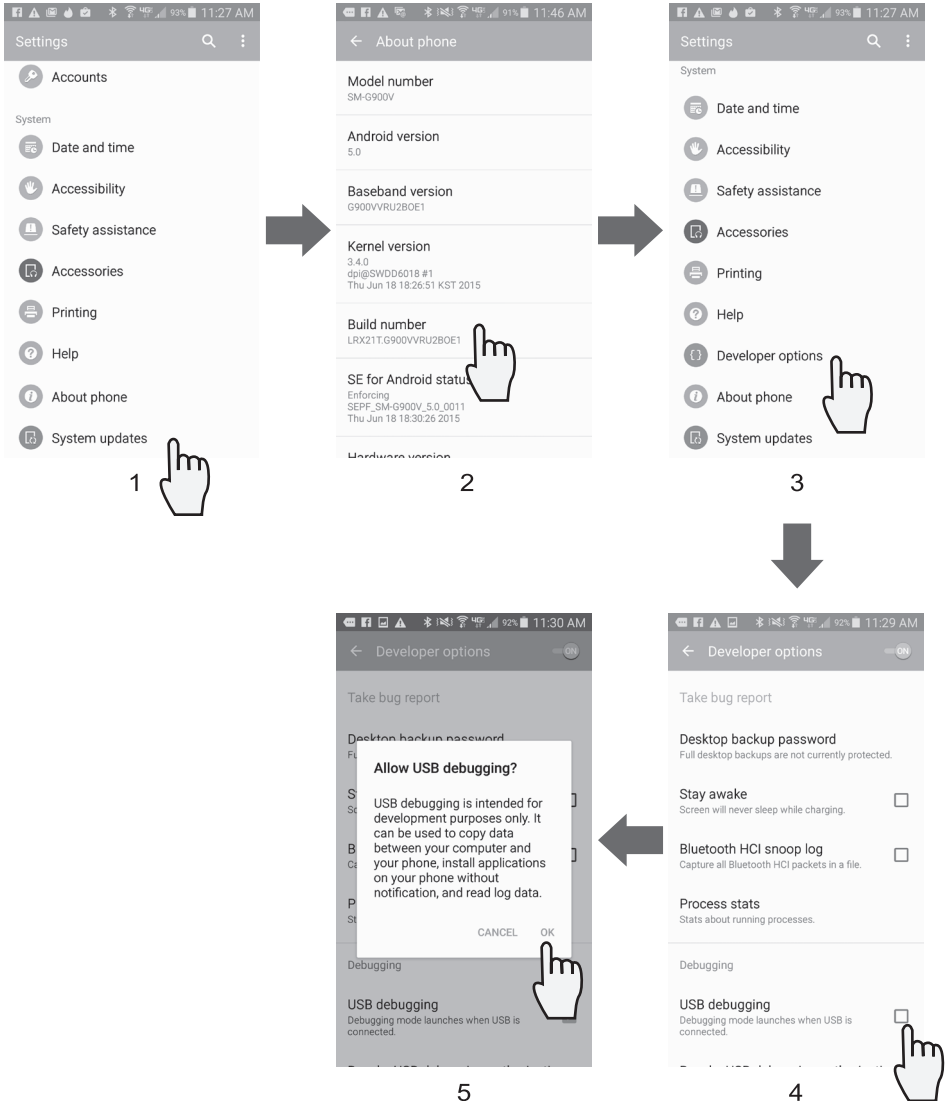 93% 11:27 AM
Settings
Accounts
System
Date and time
Accessibility
Safety assistance
Accessories
Printing
Help
About phone
System updates
1
91% 11:46 AM
About phone
Model number
SM-G900V
Android version
5.0
Baseband version
G900VVRU2BOE1
Kernel version
3.4.0
dpi@SWDD6018 #1
Thu Jun 18 18:26:51 KST 2015
Build number
LRX21T.G900VVRU2BOE1
SE for Android status
Enforcing
SEPF_SM-G900V_5.0_0011
Thu Jun 18 18:30:26 2015
Hardware version
2
93% 11:27 AM
Settings
System
Date and time
Accessibility
Safety assistance
Accessories
Printing
Help
Developer options
About phone
System updates
3
92% 11:29 AM
Developer options ON
Take bug report
Desktop backup password
Full desktop backups are not currently protected.
Stay awake
Screen will never sleep while charging.
Bluetooth HCI snoop log
Capture all Bluetooth HCI packets in a file.
Process stats
Stats about running processes.
Debugging
USB debugging
Debugging mode launches when USB is
connected.
4
92% 11:30 AM
Developer options ON
Take bug report
Desktop backup password
Allow USB debugging?
USB debugging is intended for
development purposes only. It
can be used to copy data
between your computer and
your phone, install applications
on your phone without
notification, and read log data.
CANCEL OK
Debugging
USB debugging
Debugging mode launches when USB is
connected.
5